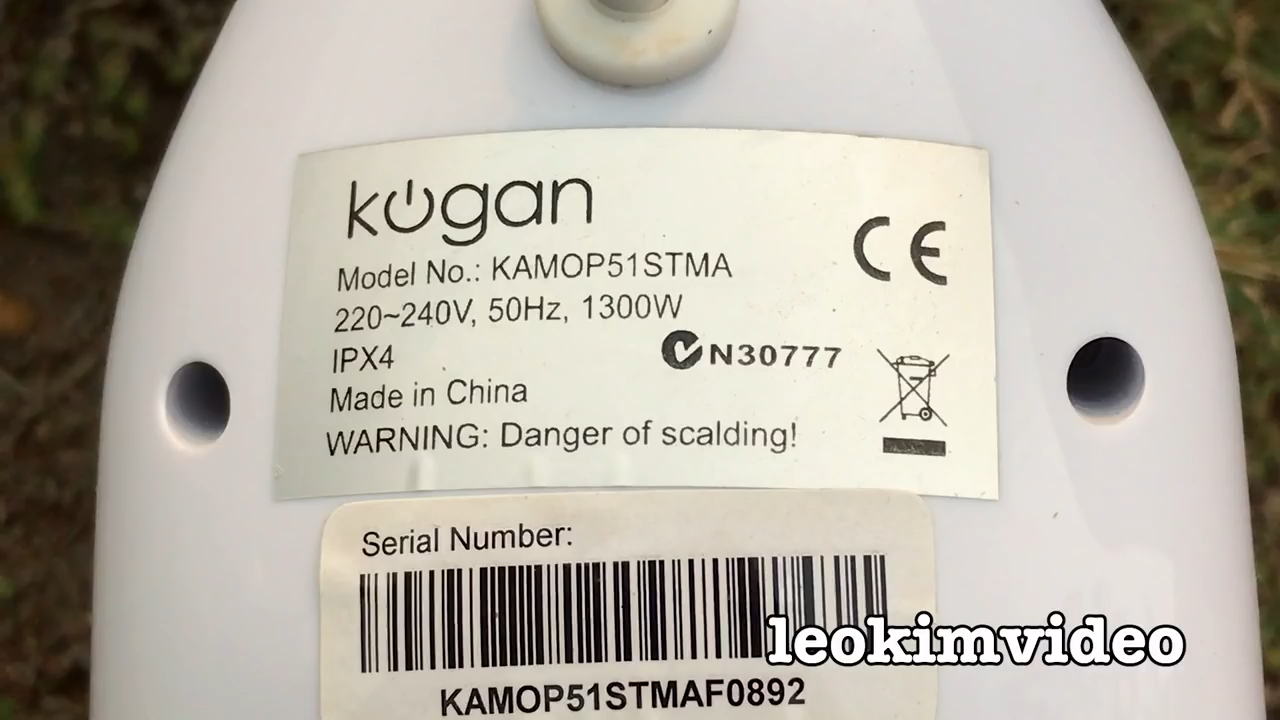 kogan
CE
Model No.: KAMOP51STMA
220~240V, 50Hz, 1300W
IPX4
N30777
Made in China
WARNING: Danger of scalding!
Serial Number:
leokimvideo
KAMOP51STMAF0892